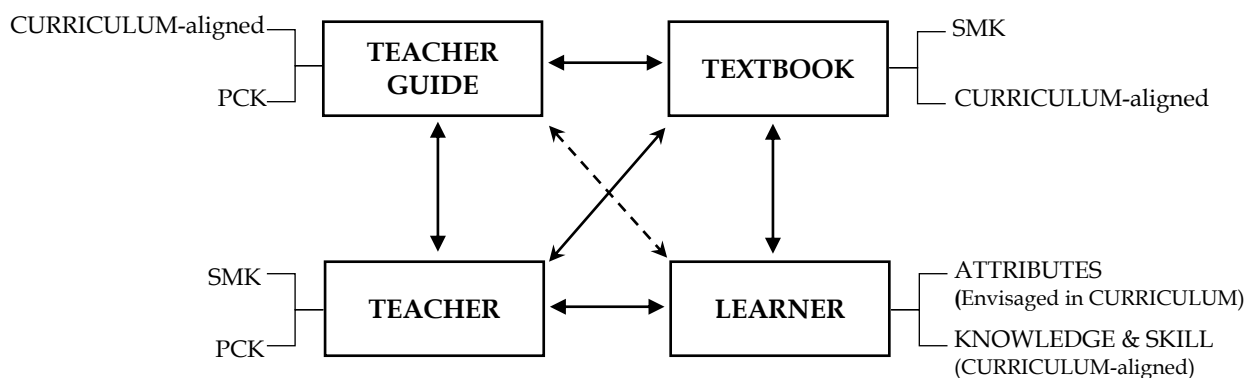 CURRICULUM-aligned
PCK
TEACHER
GUIDE
TEXTBOOK
SMK
CURRICULUM-aligned
SMK
PCK
TEACHER
LEARNER
ATTRIBUTES
(Envisaged in CURRICULUM)
KNOWLEDGE & SKILL
(CURRICULUM-aligned)